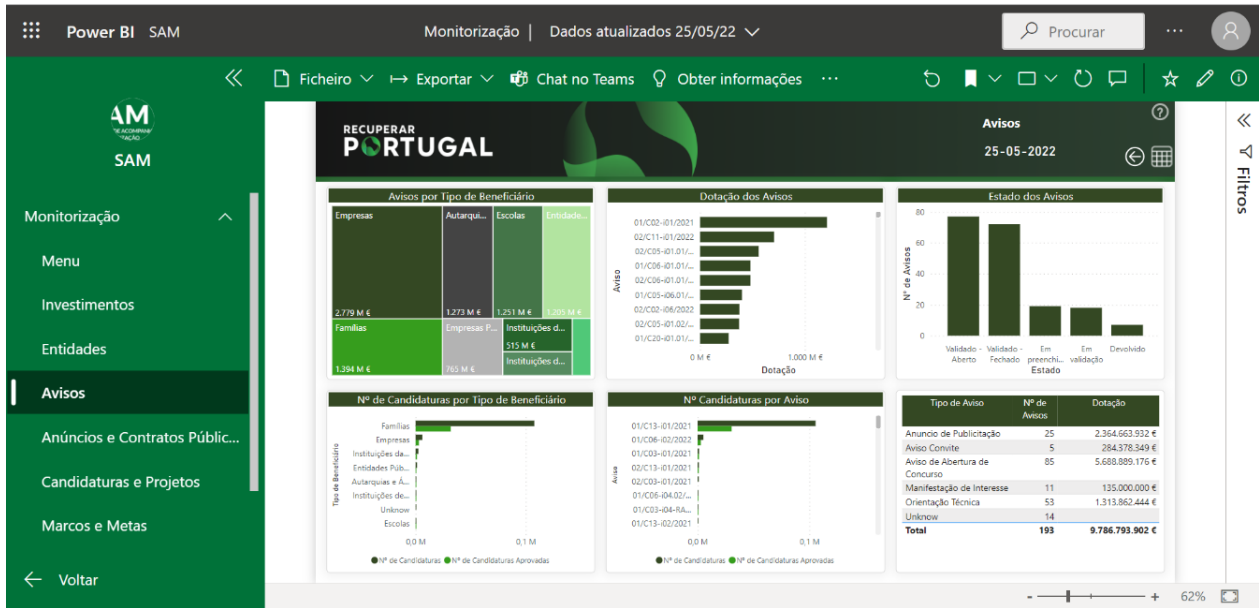 Power BI SAM
Monitorização | Dados atualizados 25/05/22
Procurar
Ficheiro Exportar Chat no Teams Obter informações
SAM
Monitorização
Menu
Investimentos
Entidades
Avisos
Anúncios e Contratos Públic...
Candidaturas e Projetos
Marcos e Metas
Voltar
RECUPERAR
PORTUGAL
Avisos
25-05-2022
Filtros
Avisos por Tipo de Beneficiário
Empresas
2.779 M €
Autarqui...
1.273 M €
Escolas
1.251 M €
Entidade...
1.205 M €
Famílias
1.394 M €
Empresas P...
765 M €
Instituições d...
515 M €
Instituições d...
Dotação dos Avisos
Aviso
01/C02-i01/2021
02/C11-i01/2022
02/C05-i01.01/...
01/C06-i01.01/...
02/C06-i01.01/...
01/C05-i06.01/...
02/C02-i06/2022
02/C05-i01.02/...
01/C20-i01.01/...
0 M € 1.000 M €
Dotação
Estado dos Avisos
Nº de Avisos
80
60
40
20
0
Validado - Aberto
Validado - Fechado
Em preenchi...
Em validação
Devolvido
Estado
Nº de Candidaturas por Tipo de Beneficiário
Tipo de Beneficiário
Famílias
Empresas
Instituições da...
Entidades Púb...
Autarquias e Á...
Instituições de...
Unknow
Escolas
0,0 M 0,1 M
Nº de Candidaturas Nº de Candidaturas Aprovadas
Nº Candidaturas por Aviso
Aviso
01/C13-i01/2021
01/C06-i02/2022
01/C03-i01/2021
02/C13-i01/2021
02/C03-i01/2021
01/C06-i04.02/...
01/C03-i04-RA...
01/C13-i02/2021
0,0 M 0,1 M
Nº de Candidaturas Nº de Candidaturas Aprovadas
Tipo de Aviso Nº de Avisos Dotação
Anuncio de Publicitação 25 2.364.663.932 €
Aviso Convite 5 284.378.349 €
Aviso de Abertura de Concurso 85 5.688.889.176 €
Manifestação de Interesse 11 135.000.000 €
Orientação Técnica 53 1.313.862.444 €
Unknow 14
Total 193 9.786.793.902 €
62%